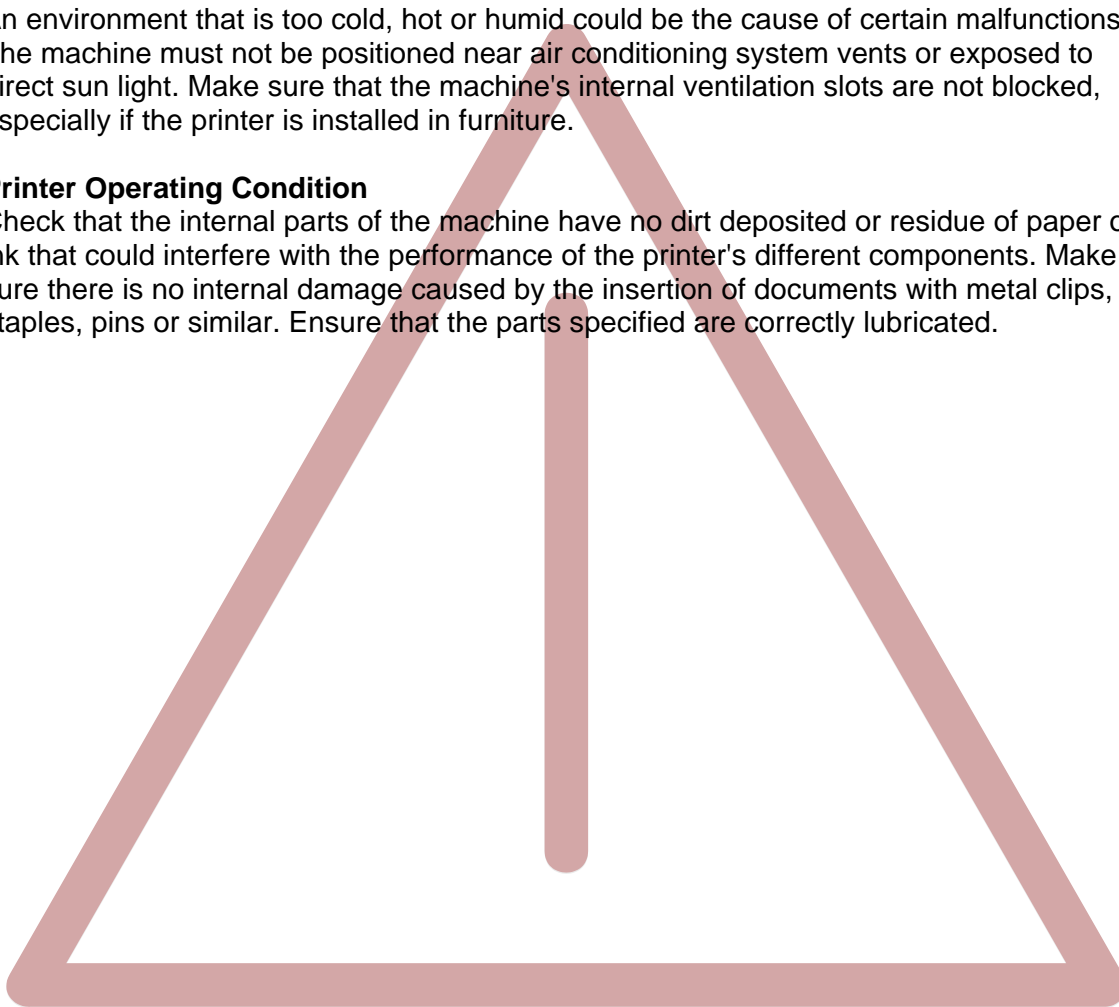 n environment that is too cold, hot or humid could be the cause of certain malfunctions
he machine must not be positioned near air conditioning system vents or exposed to
irect sun light. Make sure that the machine's internal ventilation slots are not blocked,
specially if the printer is installed in furniture.
rinter Operating Condition
heck that the internal parts of the machine have no dirt deposited or residue of paper o
nk that could interfere with the performance of the printer's different components. Make
ure there is no internal damage caused by the insertion of documents with metal clips,
taples, pins or similar. Ensure that the parts specified are correctly lubricated.